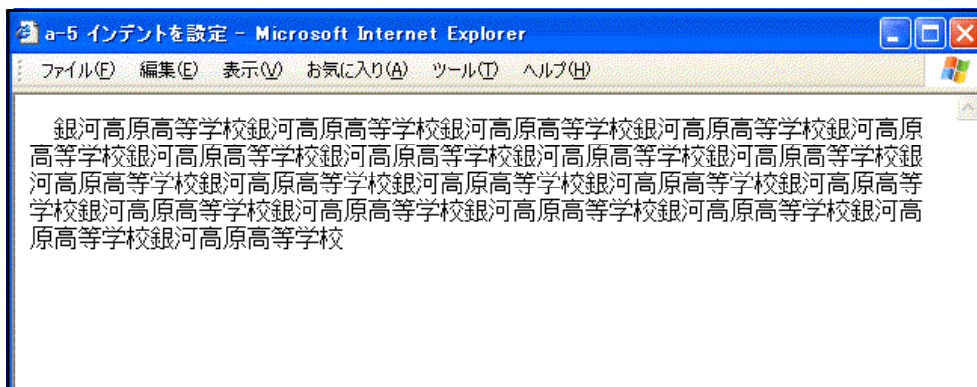 a-5 インデントを設定 - Microsoft Internet Explorer
ファイル(F) 編集(E) 表示(V) お気に入り(A) ツール(T) ヘルプ(H)
　銀河高原高等学校銀河高原高等学校銀河高原高等学校銀河高原高等学校銀河高原
高等学校銀河高原高等学校銀河高原高等学校銀河高原高等学校銀河高原高等学校銀
河高原高等学校銀河高原高等学校銀河高原高等学校銀河高原高等学校銀河高原高等
学校銀河高原高等学校銀河高原高等学校銀河高原高等学校銀河高原高等学校銀河高
原高等学校銀河高原高等学校